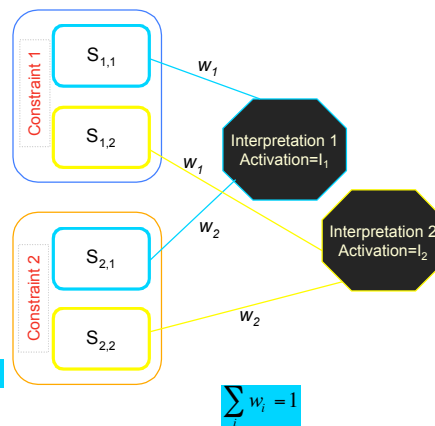 Constraint 1
S1,1
S1,2
w1
w1
Interpretation 1
Activation=I1
Constraint 2
S2,1
S2,2
w2
w2
Interpretation 2
Activation=I2
∑i wi = 1